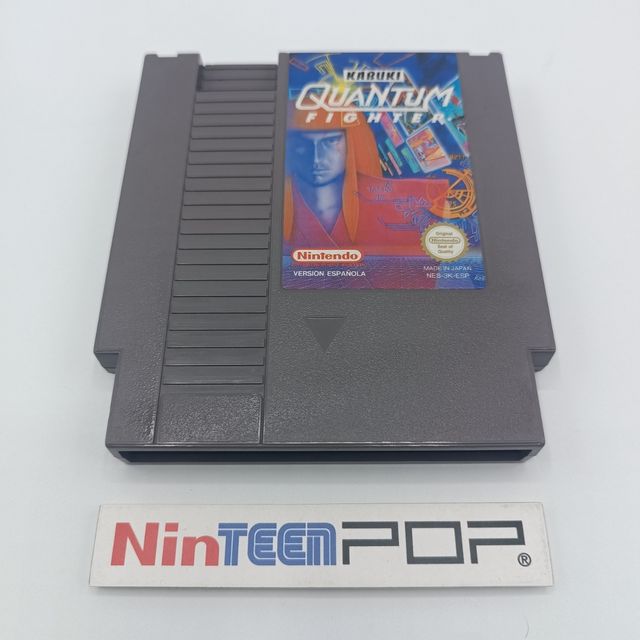 KABUKI
QUANTUM
FIGHTER
Nintendo
VERSION ESPAÑOLA
Original
Nintendo
Seal of
Quality
MADE IN JAPAN
NES-3K-ESP
NinTEENPOP®